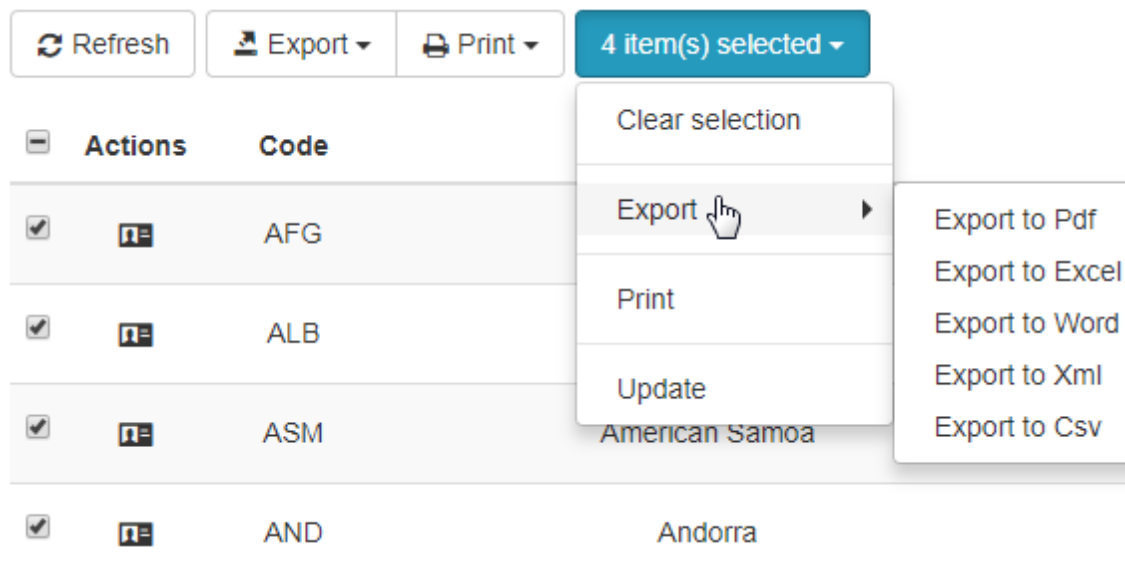 Refresh Export Print 4 item(s) selected
Clear selection
Actions Code
Export
Export to Pdf
Export to Excel
Export to Word
Export to Xml
Export to Csv
Print
Update
AFG
ALB
ASM American Samoa
AND Andorra